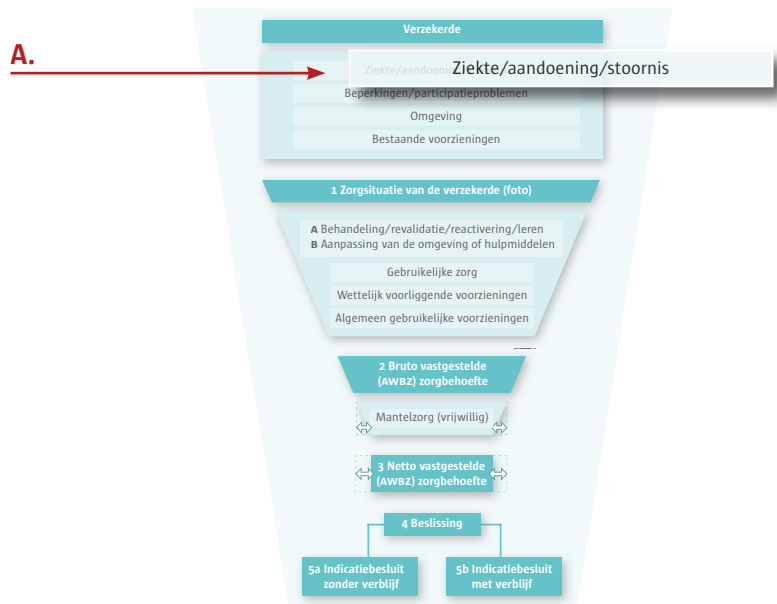 Verzekerde
A.
Ziekte/aandoening/stoornis
Ziekte/aandoening
Beperkingen/participatieproblemen
Omgeving
Bestaande voorzieningen
1 Zorgsituatie van de verzekerde (foto)
A Behandeling/revalidatie/reactivering/leren
B Aanpassing van de omgeving of hulpmiddelen
Gebruikelijke zorg
Wettelijk voorliggende voorzieningen
Algemeen gebruikelijke voorzieningen
2 Bruto vastgestelde
(AWBZ) zorgbehoefte
Mantelzorg (vrijwillig)
3 Netto vastgestelde
(AWBZ) zorgbehoefte
4 Beslissing
5a Indicatiebesluit
zonder verblijf
5b Indicatiebesluit
met verblijf